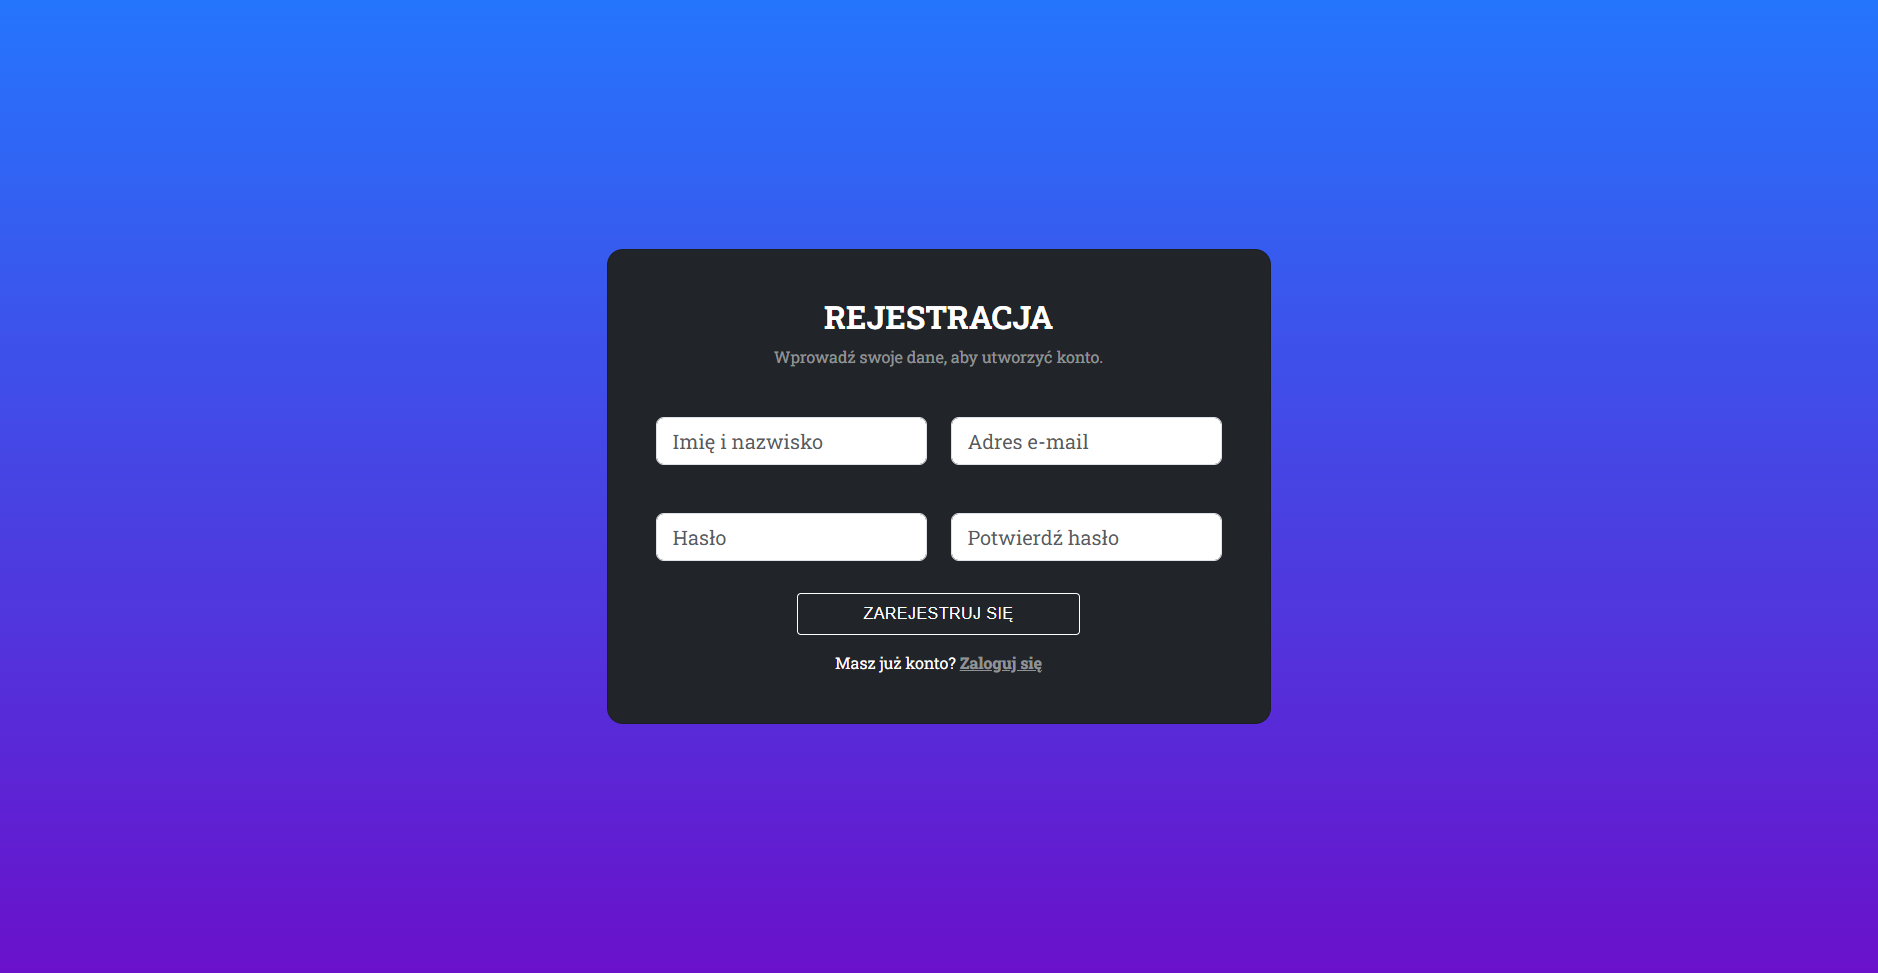 REJESTRACJA
Wprowadź swoje dane, aby utworzyć konto.
Imię i nazwisko
Adres e-mail
Hasło
Potwierdź hasło
ZAREJESTRUJ SIĘ
Masz już konto? Zaloguj się